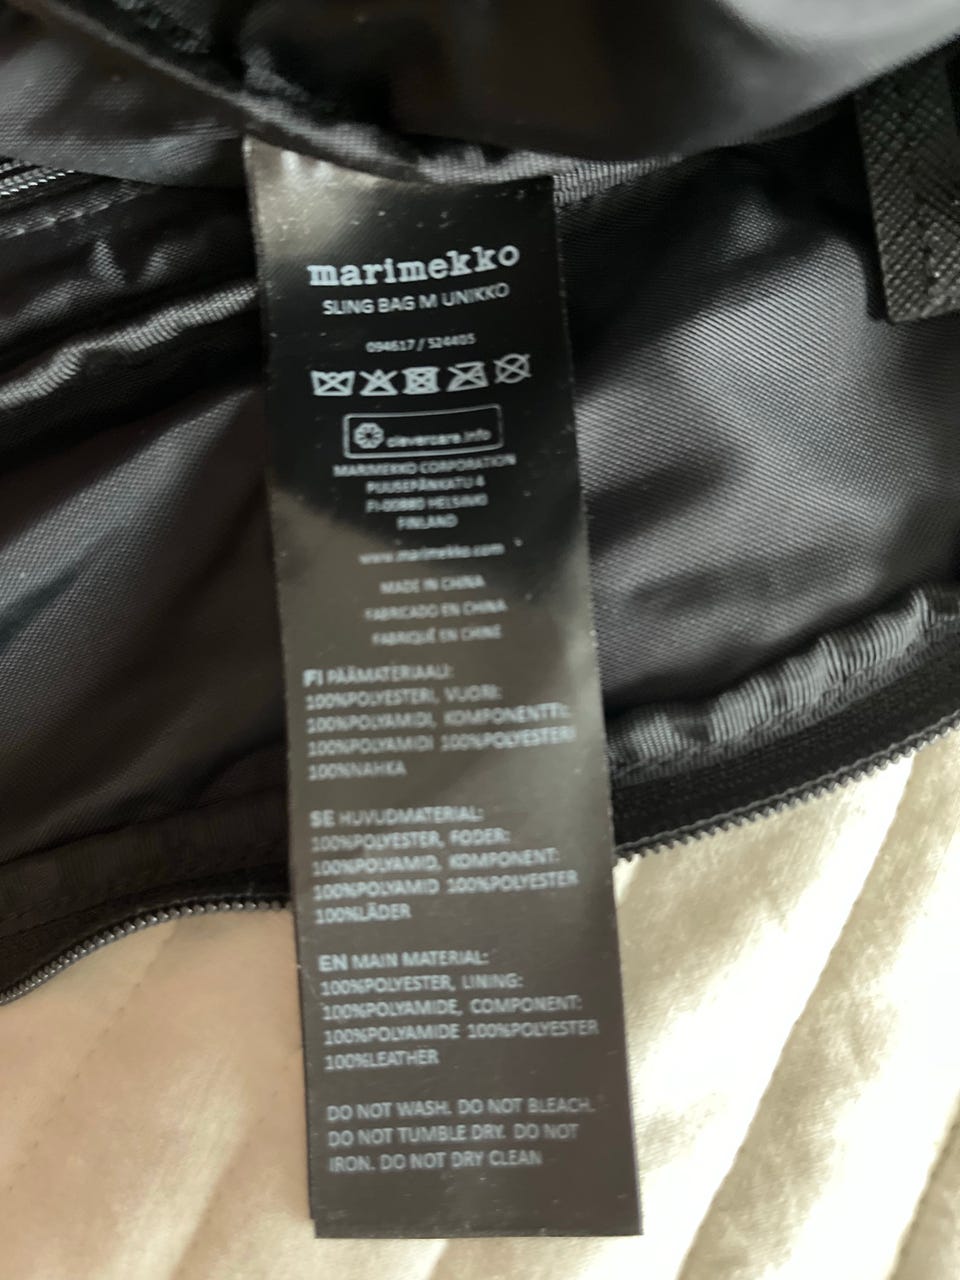 marimekko
SLING BAG M UNIKKO
094617 / 524405
clevercare.info
MARIMEKKO CORPORATION
PUUSEPÄNKATU 4
FI-00880 HELSINKI
FINLAND
www.marimekko.com
MADE IN CHINA
FABRICADO EN CHINA
FABRIQUÉ EN CHINE
FI PÄÄMATERIAALI:
100%POLYESTERI, VUORI:
100%POLYAMIDI, KOMPONENTTI:
100%POLYAMIDI 100%POLYESTERI
100%NAHKA
SE HUVUDMATERIAL:
100%POLYESTER, FODER:
100%POLYAMID, KOMPONENT:
100%POLYAMID 100%POLYESTER
100%LÄDER
EN MAIN MATERIAL:
100%POLYESTER, LINING:
100%POLYAMIDE, COMPONENT:
100%POLYAMIDE 100%POLYESTER
100%LEATHER
DO NOT WASH. DO NOT BLEACH.
DO NOT TUMBLE DRY. DO NOT
IRON. DO NOT DRY CLEAN